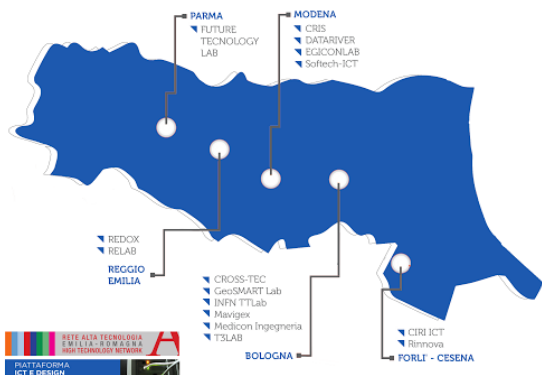 PARMA
FUTURE
TECNOLOGY
LAB
MODENA
CRIS
DATARIVER
EGICONLAB
Softech-ICT
REDOX
RELAB
REGGIO
EMILIA
CROSS-TEC
GeoSMART Lab
INFN TTLab
Mavigex
Medicon Ingegneria
T3LAB
BOLOGNA
CIRI ICT
Rinnova
FORLI' - CESENA
RETE ALTA TECNOLOGIA
EMILIA-ROMAGNA
HIGH TECHNOLOGY NETWORK
PIATTAFORMA
ICT E DESIGN